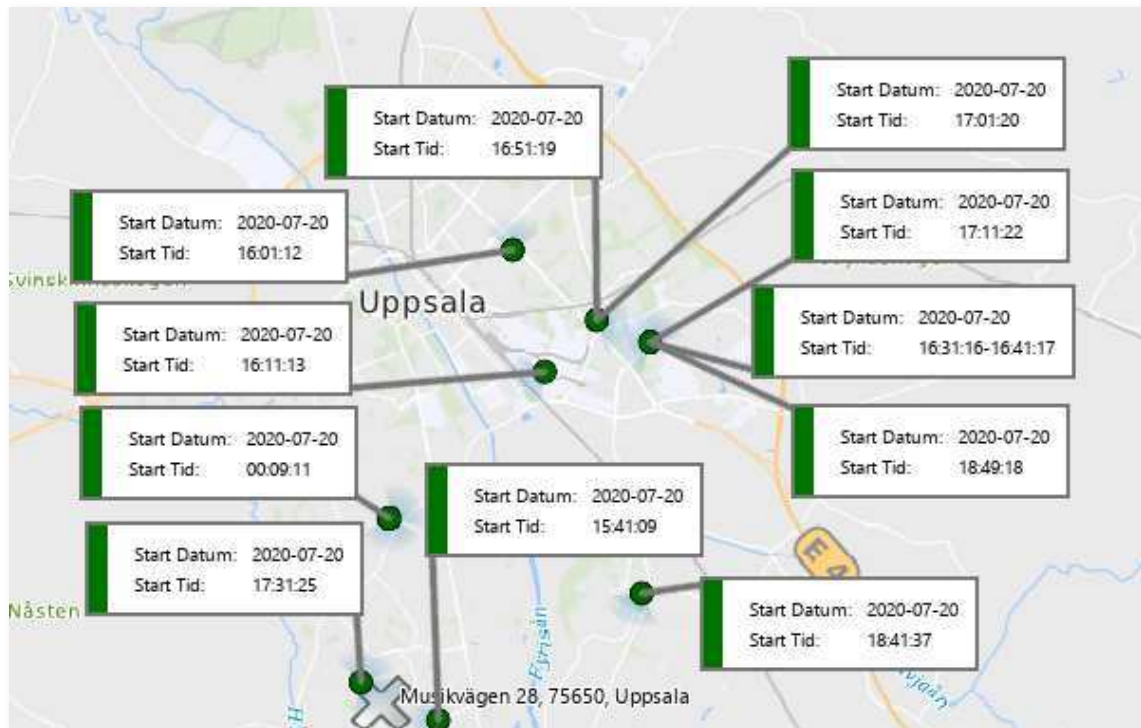 Start Datum: 2020-07-20
Start Tid: 17:01:20
Start Datum: 2020-07-20
Start Tid: 16:51:19
Start Datum: 2020-07-20
Start Tid: 17:11:22
Start Datum: 2020-07-20
Start Tid: 16:01:12
Uppsala
Start Datum: 2020-07-20
Start Tid: 16:31:16-16:41:17
Start Datum: 2020-07-20
Start Tid: 16:11:13
Start Datum: 2020-07-20
Start Tid: 18:49:18
Start Datum: 2020-07-20
Start Tid: 00:09:11
Start Datum: 2020-07-20
Start Tid: 15:41:09
Start Datum: 2020-07-20
Start Tid: 17:31:25
E 4
Nåsten
Fyrisån
Start Datum: 2020-07-20
Start Tid: 18:41:37
Musikvägen 28, 75650, Uppsala